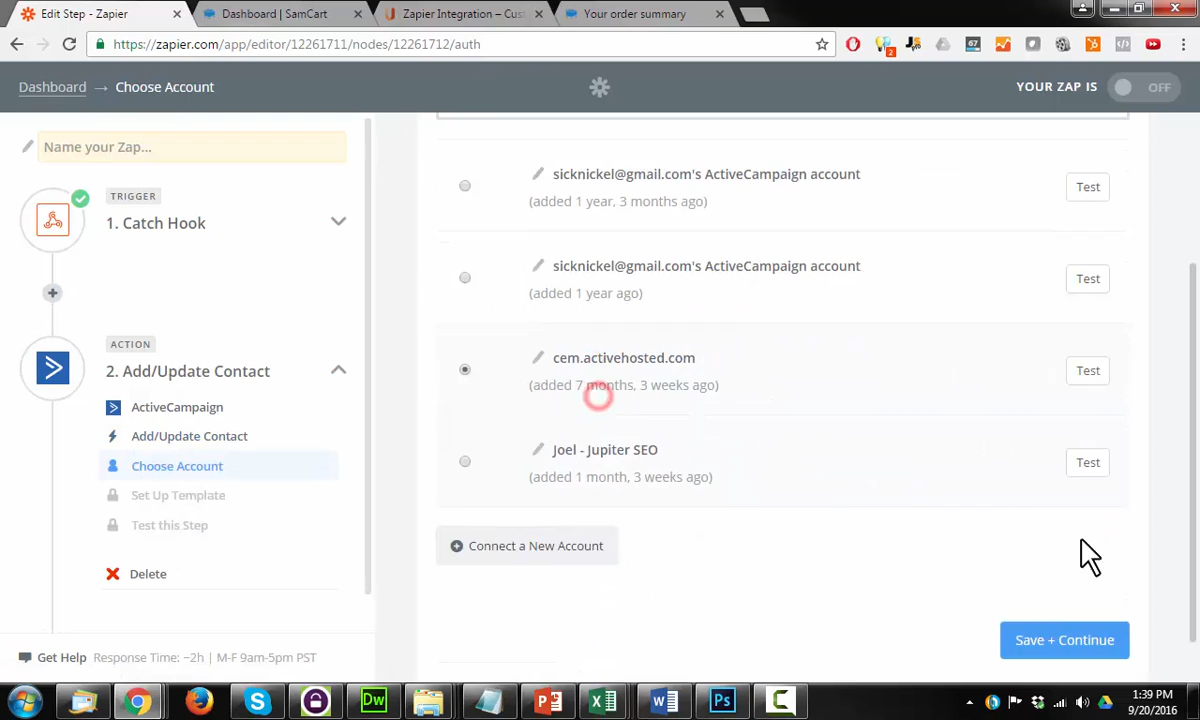 Edit Step - Zapier
Dashboard | SamCart
Zapier Integration – Cust
Your order summary
https://zapier.com/app/editor/12261711/nodes/12261712/auth
2
67
Dashboard → Choose Account
YOUR ZAP IS
OFF
Name your Zap...
TRIGGER
1. Catch Hook
ACTION
2. Add/Update Contact
ActiveCampaign
Add/Update Contact
Choose Account
Set Up Template
Test this Step
Delete
Get Help Response Time: ~2h | M-F 9am-5pm PST
sicknickel@gmail.com's ActiveCampaign account
(added 1 year, 3 months ago)
Test
sicknickel@gmail.com's ActiveCampaign account
(added 1 year ago)
Test
cem.activehosted.com
(added 7 months, 3 weeks ago)
Test
Joel - Jupiter SEO
(added 1 month, 3 weeks ago)
Test
Connect a New Account
Save + Continue
Dw
Ps
1:39 PM
9/20/2016